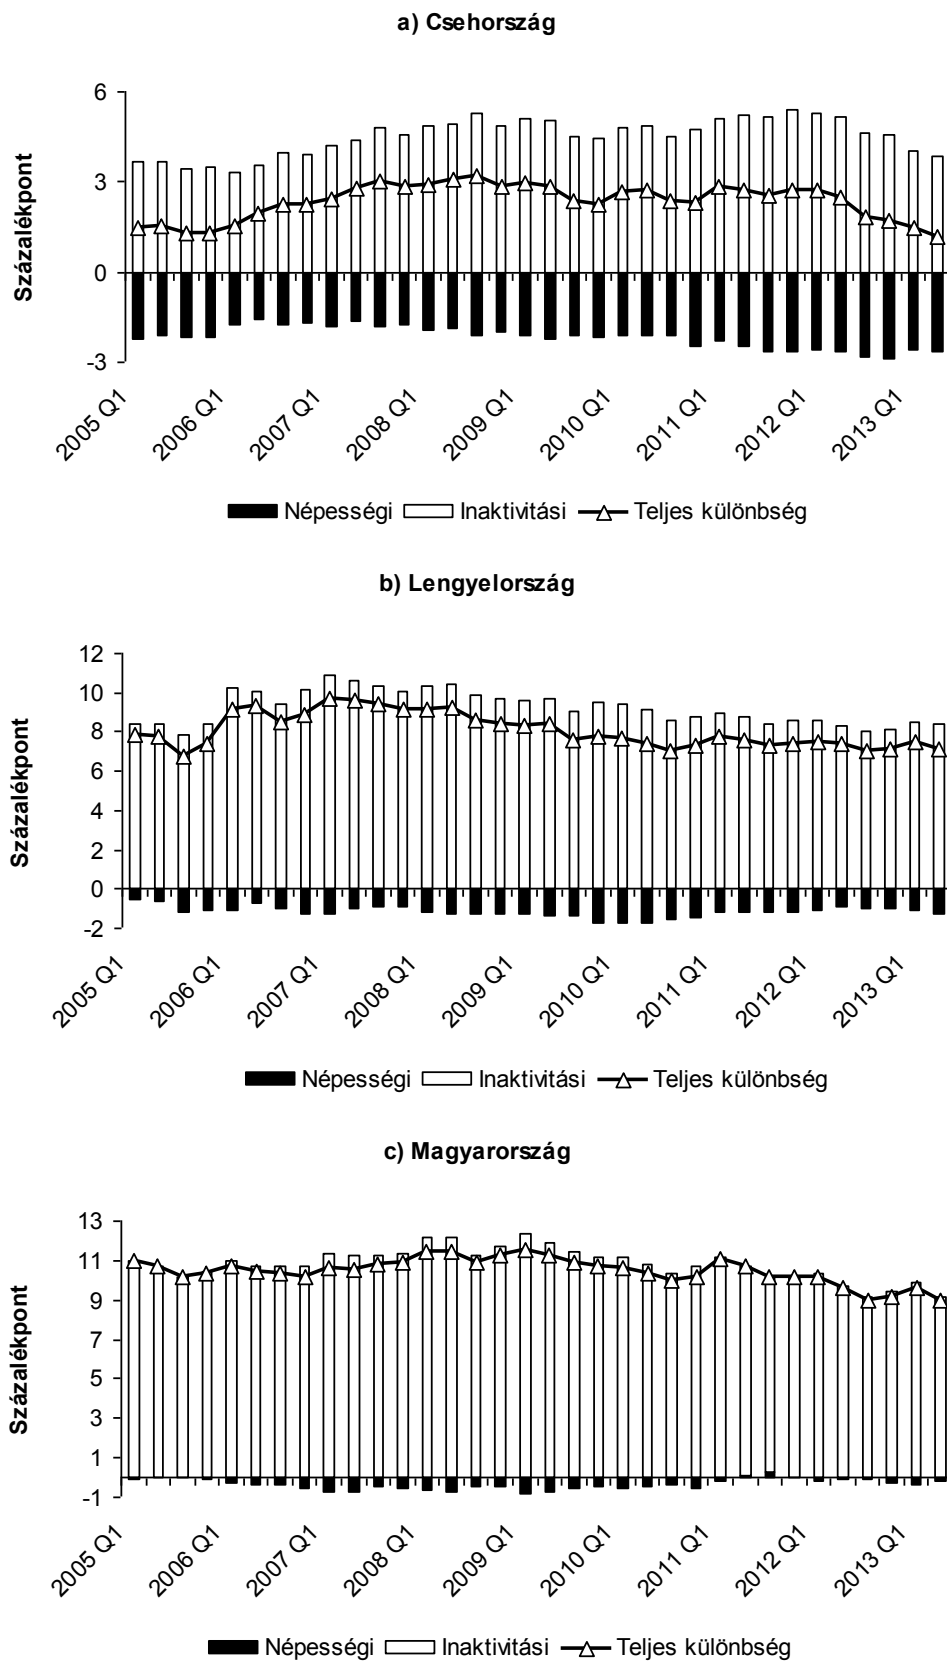 a) Csehország
Százalékpont
6
3
0
-3
2005 Q1
2006 Q1
2007 Q1
2008 Q1
2009 Q1
2010 Q1
2011 Q1
2012 Q1
2013 Q1
Népességi Inaktivitási Teljes különbség
b) Lengyelország
Százalékpont
12
10
8
6
4
2
0
-2
2005 Q1
2006 Q1
2007 Q1
2008 Q1
2009 Q1
2010 Q1
2011 Q1
2012 Q1
2013 Q1
Népességi Inaktivitási Teljes különbség
c) Magyarország
Százalékpont
13
11
9
7
5
3
1
-1
2005 Q1
2006 Q1
2007 Q1
2008 Q1
2009 Q1
2010 Q1
2011 Q1
2012 Q1
2013 Q1
Népességi Inaktivitási Teljes különbség